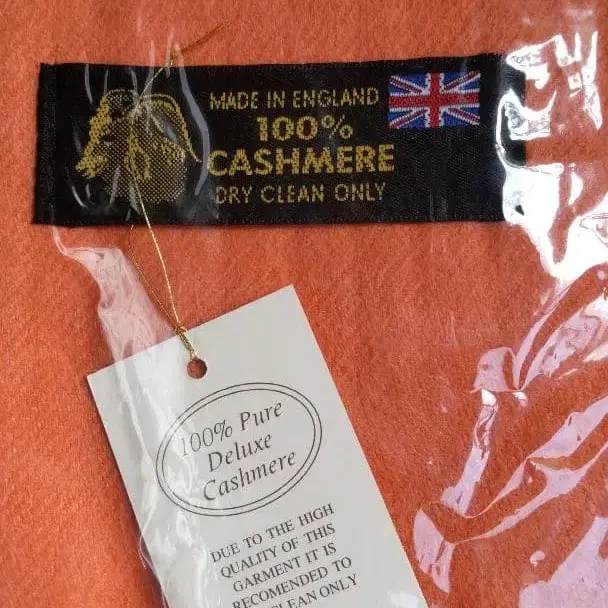 MADE IN ENGLAND
100%
CASHMERE
DRY CLEAN ONLY
100% Pure
Deluxe
Cashmere
DUE TO THE HIGH
QUALITY OF THIS
GARMENT IT IS
RECOMENDED TO
CLEAN ONLY